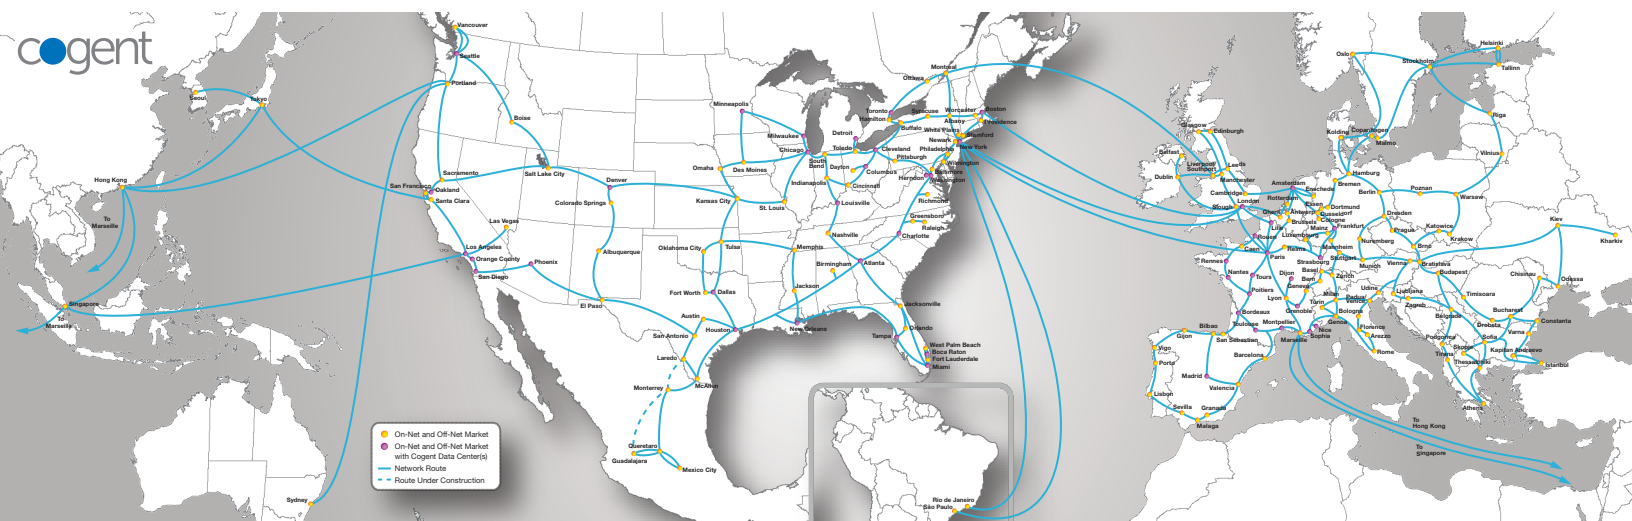 cogent
Vancouver
Seattle
Portland
Boise
Sacramento
San Francisco
Oakland
Santa Clara
Salt Lake City
Las Vegas
Los Angeles
Orange County
San Diego
Phoenix
Denver
Colorado Springs
Albuquerque
El Paso
Minneapolis
Milwaukee
Chicago
Omaha
Des Moines
Kansas City
St. Louis
Oklahoma City
Tulsa
Fort Worth
Dallas
Austin
San Antonio
Houston
Laredo
McAllen
Monterrey
Queretaro
Guadalajara
Mexico City
Memphis
Jackson
New Orleans
Nashville
Birmingham
Atlanta
Louisville
Indianapolis
South
Bend
Detroit
Toledo
Dayton
Cleveland
Columbus
Cincinnati
Pittsburgh
Ottawa
Montreal
Toronto
Hamilton
Buffalo
Syracuse
Albany
Worcester
Boston
Providence
White Plains
Stamford
Newark
New York
Philadelphia
Wilmington
Baltimore
Herndon
Washington
Richmond
Greensboro
Raleigh
Charlotte
Jacksonville
Orlando
Tampa
West Palm Beach
Boca Raton
Fort Lauderdale
Miami
Rio de Janeiro
São Paulo
Seoul
Tokyo
Hong Kong
To
Marseille
Singapore
To
Marseille
Sydney
On-Net and Off-Net Market
On-Net and Off-Net Market
with Cogent Data Center(s)
Network Route
Route Under Construction
Glasgow
Edinburgh
Belfast
Dublin
Liverpool/
Southport
Leeds
Manchester
Cambridge
London
Slough
Oslo
Stockholm
Helsinki
Tallinn
Riga
Vilnius
Kolding
Copenhagen
Malmo
Hamburg
Bremen
Berlin
Poznan
Warsaw
Amsterdam
Enschede
Rotterdam
Essen
Dortmund
Dusseldorf
Cologne
Ghent
Antwerp
Brussels
Lille
Luxembourg
Mainz
Frankfurt
Mannheim
Stuttgart
Nuremberg
Munich
Dresden
Prague
Katowice
Krakow
Brno
Vienna
Bratislava
Budapest
Kiev
Kharkiv
Chisinau
Odessa
Rouen
Caen
Reims
Paris
Strasbourg
Rennes
Nantes
Tours
Dijon
Basel
Bern
Zurich
Geneva
Poitiers
Lyon
Grenoble
Bordeaux
Toulouse
Montpellier
Marseille
Nice
Sophia
Milan
Turin
Padua/
Venice
Udine
Genoa
Bologna
Florence
Arezzo
Rome
Ljubljana
Zagreb
Belgrade
Timisoara
Bucharest
Drobeta
Constanta
Varna
Sofia
Podgorica
Tirana
Skopje
Thessaloniki
Kapitan Andreevo
Istanbul
Athens
Bilbao
Gijon
San Sebastian
Vigo
Porto
Lisbon
Madrid
Barcelona
Valencia
Sevilla
Granada
Malaga
To
Hong Kong
To
Singapore